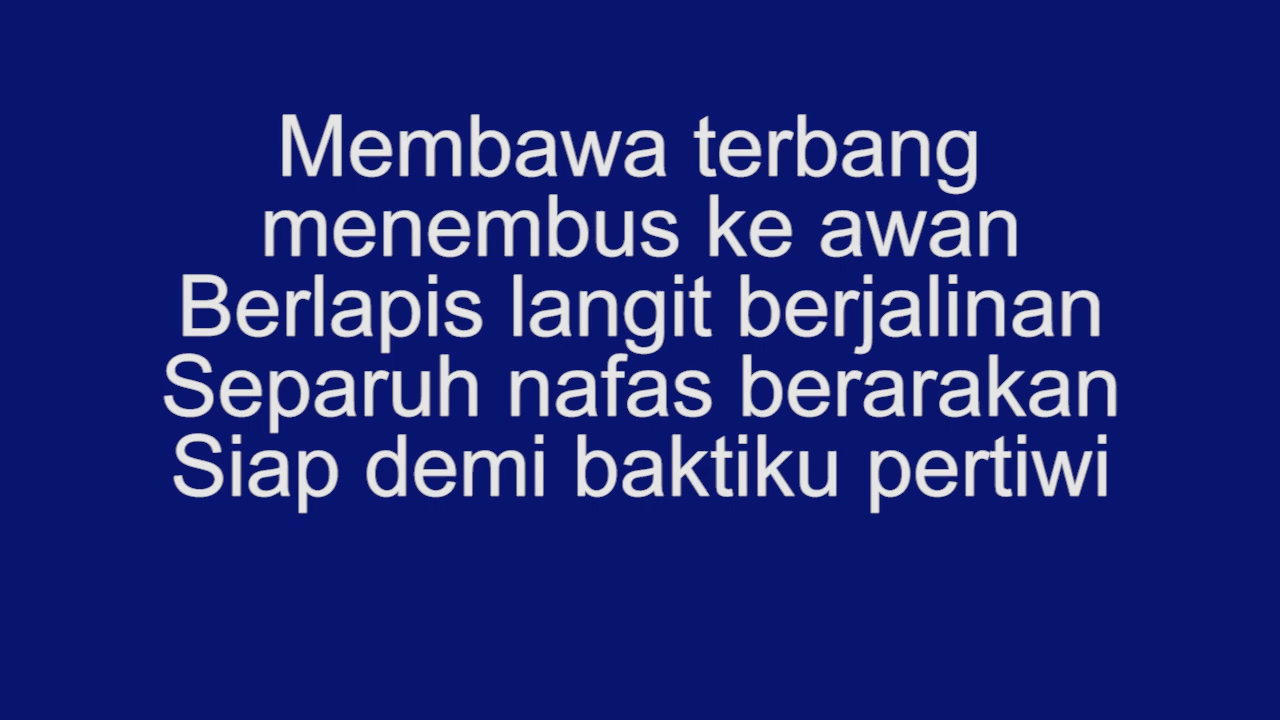 Membawa terbang
menembus ke awan
Berlapis langit berjalinan
Separuh nafas berarakan
Siap demi baktiku pertiwi